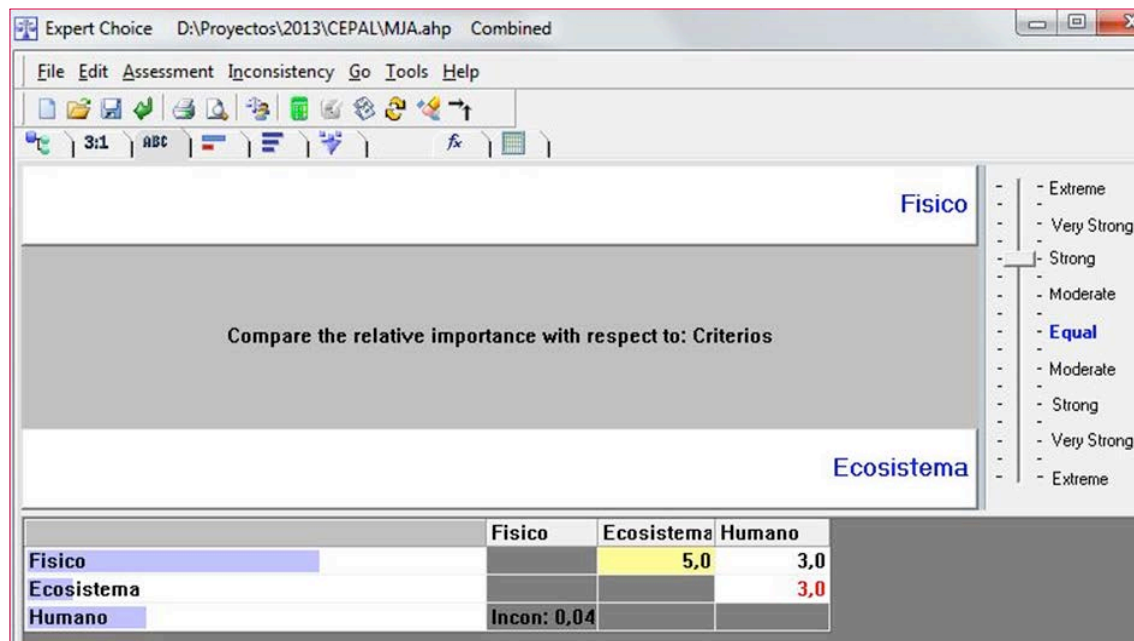 Expert Choice D:\Proyectos\2013\CEPAL\MJA.ahp Combined
File Edit Assessment Inconsistency Go Tools Help
3:1 ABC fx
Fisico
Compare the relative importance with respect to: Criterios
Ecosistema
Extreme
Very Strong
Strong
Moderate
Equal
Moderate
Strong
Very Strong
Extreme
Fisico Ecosistema Humano
Fisico 5,0 3,0
Ecosistema 3,0
Humano Incon: 0,04